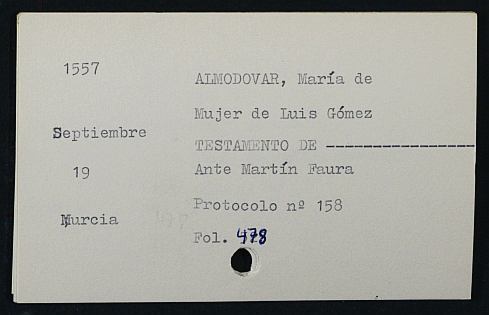 1557
ALMODOVAR, María de
Mujer de Luis Gómez
Septiembre
TESTAMENTO DE -----------------
19
Ante Martín Faura
Protocolo nº 158
Murcia
Fol. 478